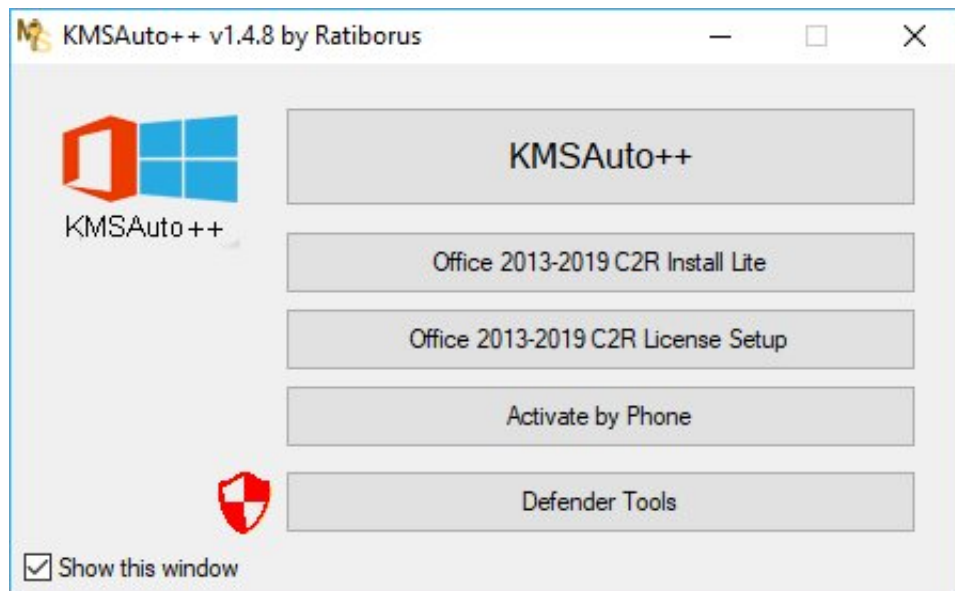 KMSAuto++ v1.4.8 by Ratiborus
KMSAuto++
KMSAuto++
Office 2013-2019 C2R Install Lite
Office 2013-2019 C2R License Setup
Activate by Phone
Defender Tools
Show this window